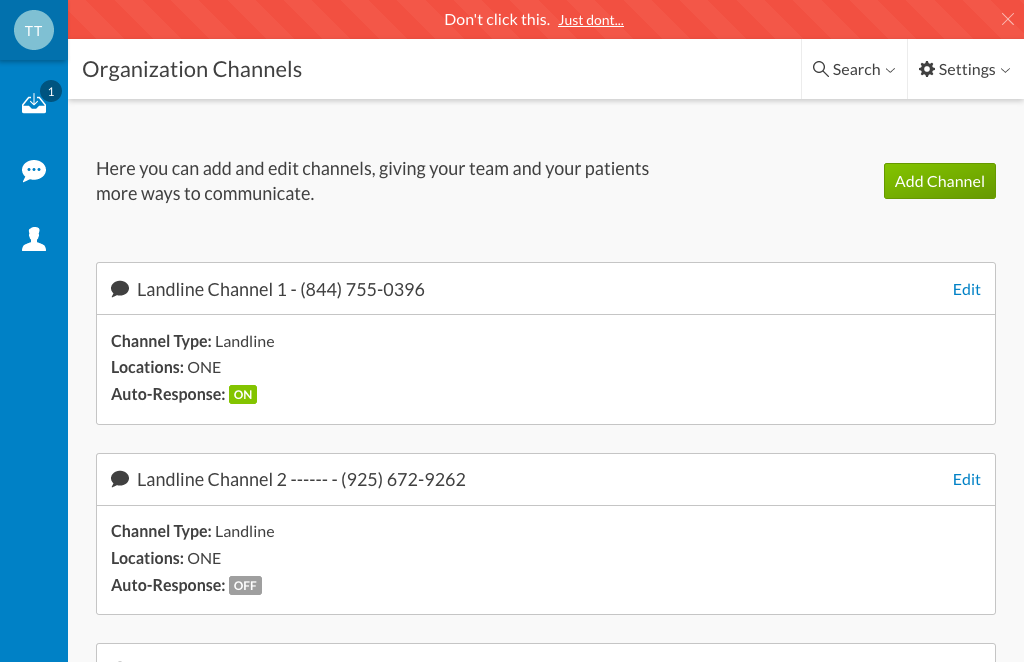 TT
Don't click this. Just dont...
1
Organization Channels
Search
Settings
Here you can add and edit channels, giving your team and your patients
more ways to communicate.
Add Channel
Landline Channel 1 - (844) 755-0396
Edit
Channel Type: Landline
Locations: ONE
Auto-Response: ON
Landline Channel 2 ------ - (925) 672-9262
Edit
Channel Type: Landline
Locations: ONE
Auto-Response: OFF